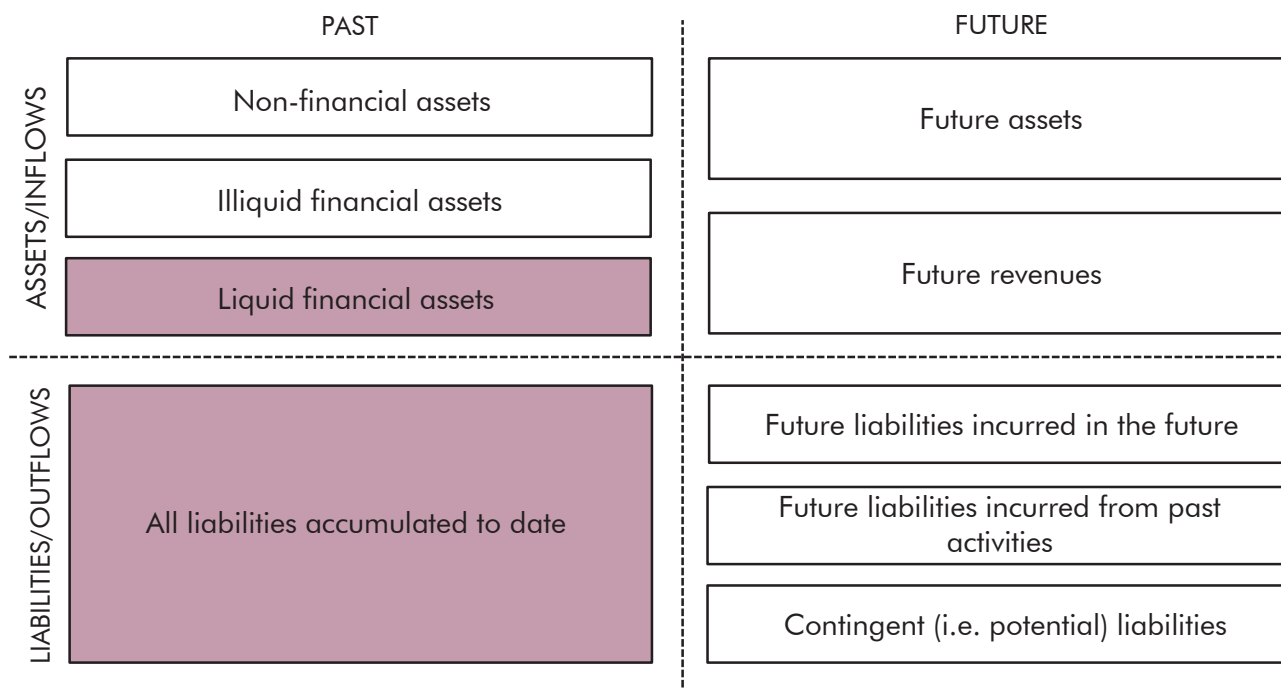 PAST
FUTURE
ASSETS/INFLOWS
Non-financial assets
Illiquid financial assets
Liquid financial assets
Future assets
Future revenues
LIABILITIES/OUTFLOWS
All liabilities accumulated to date
Future liabilities incurred in the future
Future liabilities incurred from past
activities
Contingent (i.e. potential) liabilities